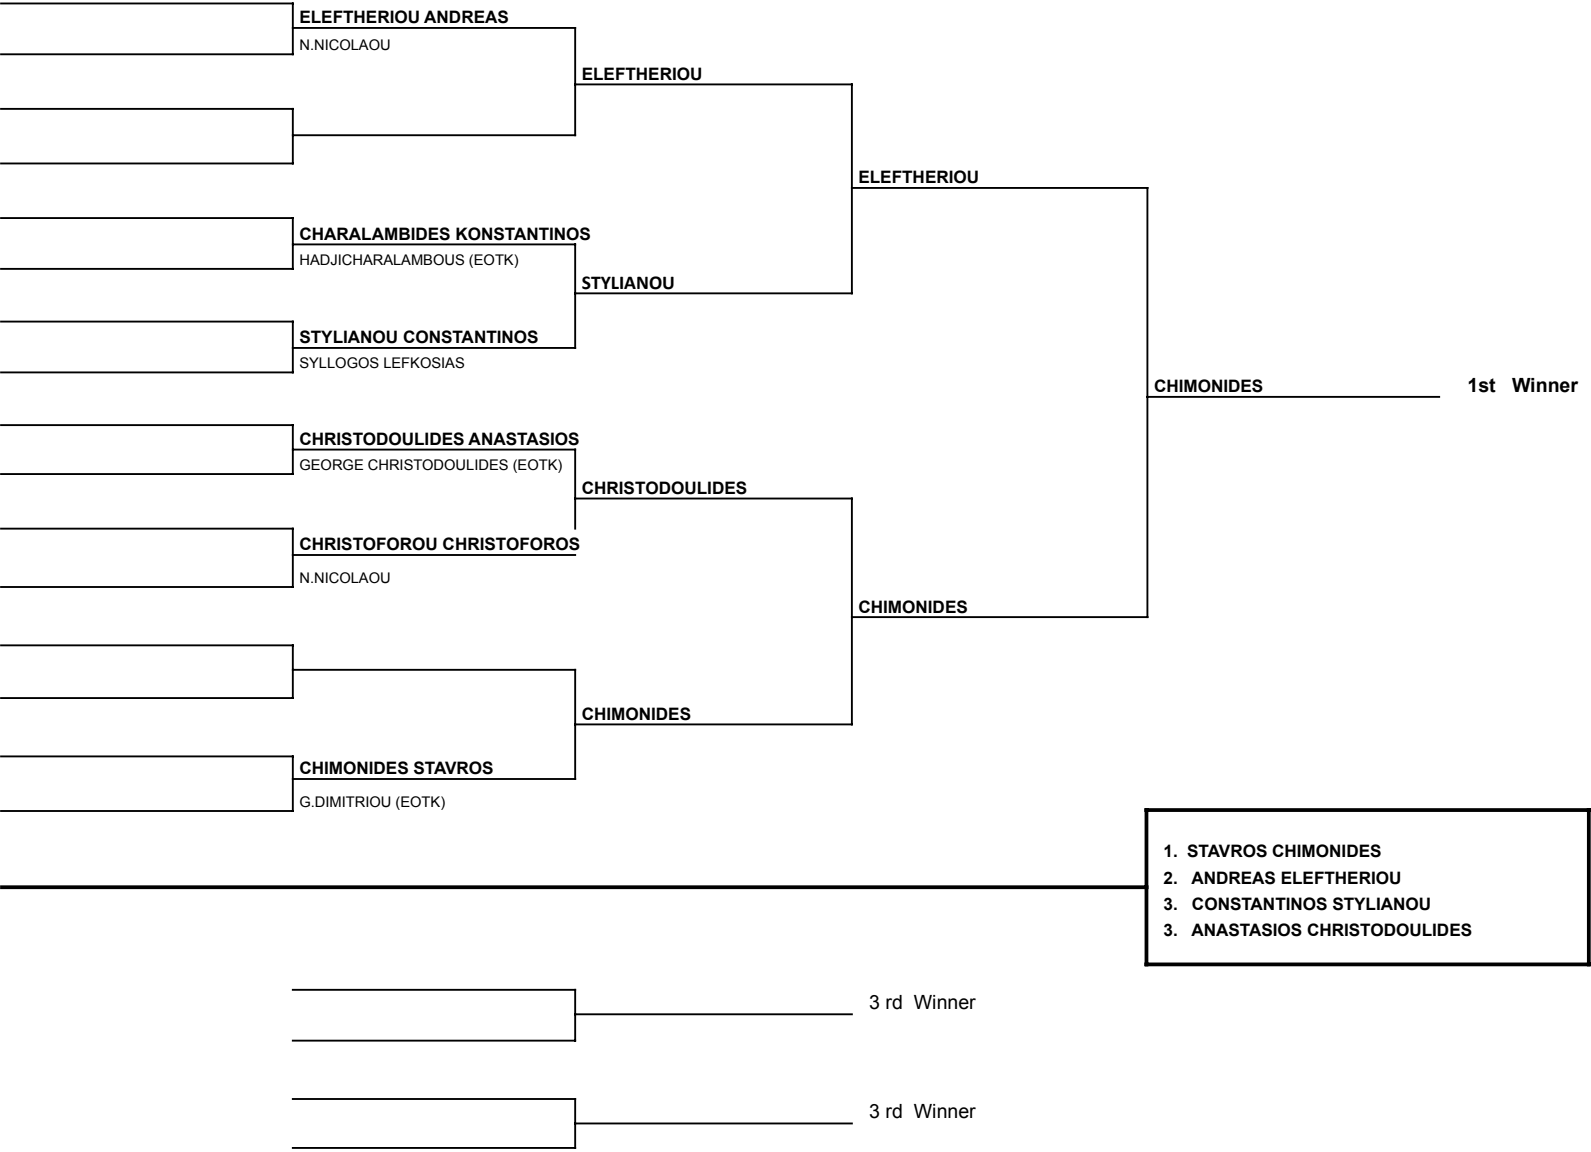 ELEFTHERIOU ANDREAS
N.NICOLAOU
ELEFTHERIOU
ELEFTHERIOU
CHARALAMBIDES KONSTANTINOS
HADJICHARALAMBOUS (EOTK)
STYLIANOU
STYLIANOU CONSTANTINOS
SYLLOGOS LEFKOSIAS
CHIMONIDES
1st Winner
CHRISTODOULIDES ANASTASIOS
GEORGE CHRISTODOULIDES (EOTK)
CHRISTODOULIDES
CHRISTOFOROU CHRISTOFOROS
N.NICOLAOU
CHIMONIDES
CHIMONIDES
CHIMONIDES STAVROS
G.DIMITRIOU (EOTK)
1. STAVROS CHIMONIDES
2. ANDREAS ELEFTHERIOU
3. CONSTANTINOS STYLIANOU
3. ANASTASIOS CHRISTODOULIDES
3 rd Winner
3 rd Winner